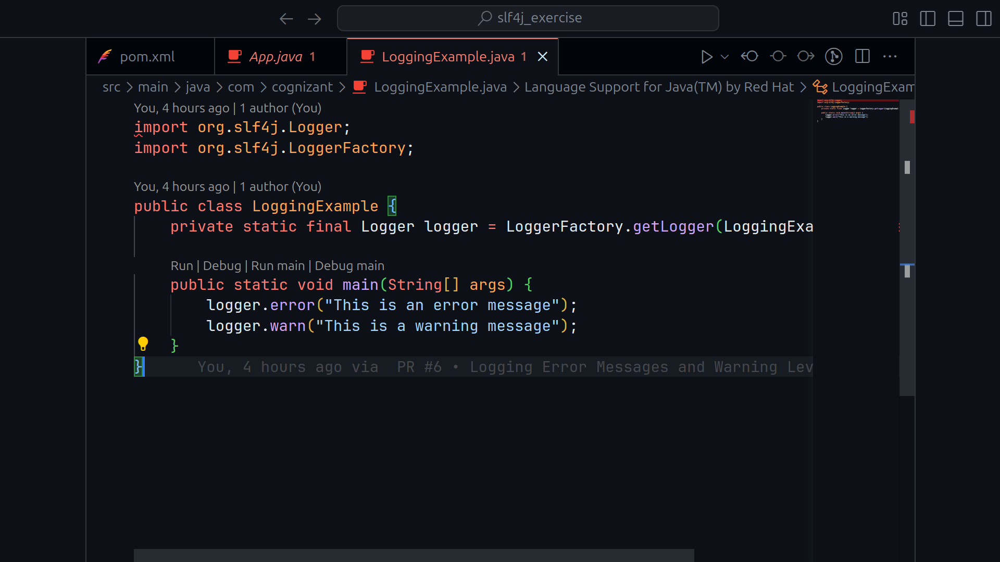 slf4j_exercise
pom.xml
App.java 1
LoggingExample.java 1
src > main > java > com > cognizant > LoggingExample.java > Language Support for Java(TM) by Red Hat > LoggingExam
You, 4 hours ago | 1 author (You)
import org.slf4j.Logger;
import org.slf4j.LoggerFactory;
You, 4 hours ago | 1 author (You)
public class LoggingExample {
private static final Logger logger = LoggerFactory.getLogger(LoggingExa
Run | Debug | Run main | Debug main
public static void main(String[] args) {
logger.error("This is an error message");
logger.warn("This is a warning message");
}
} You, 4 hours ago via PR #6 • Logging Error Messages and Warning Lev